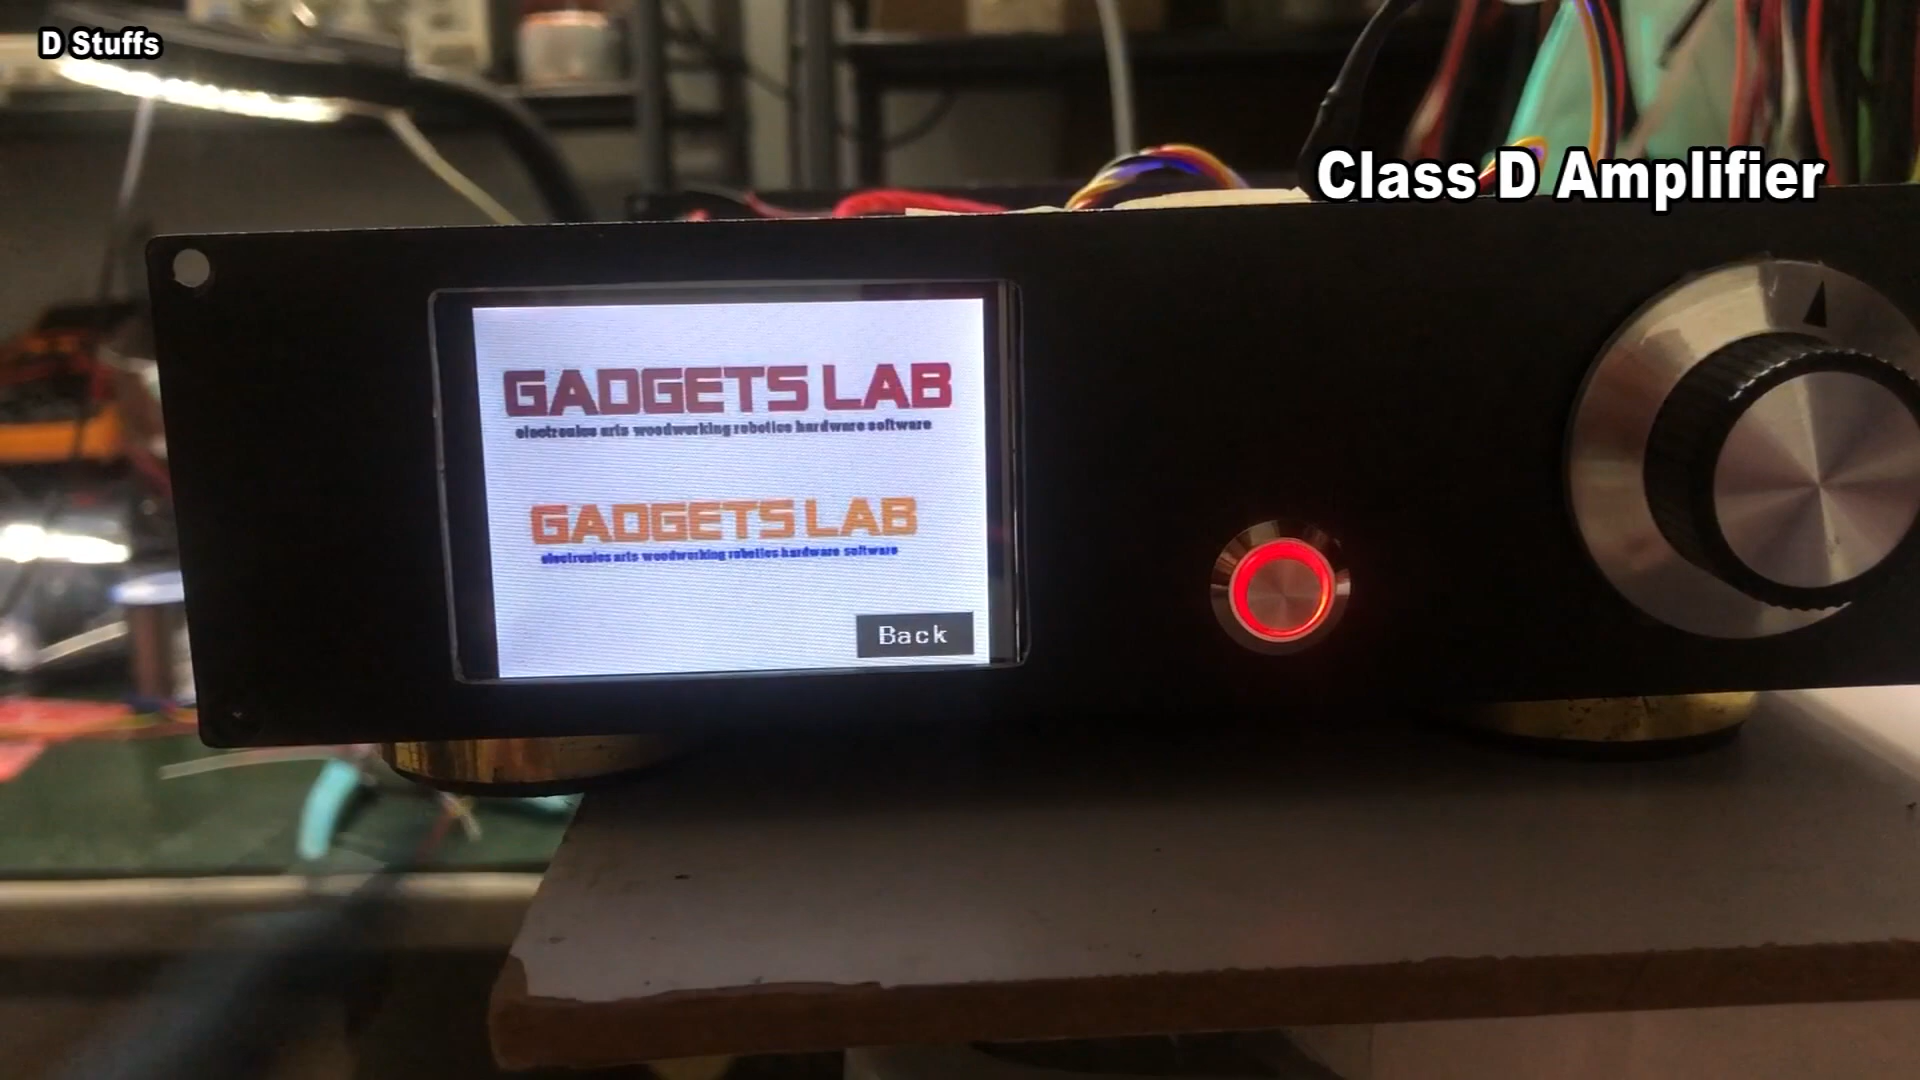 D Stuffs
Class D Amplifier
GADGETS LAB
electronics arts woodworking robotics hardware software
GADGETS LAB
electronics arts woodworking robotics hardware software
Back